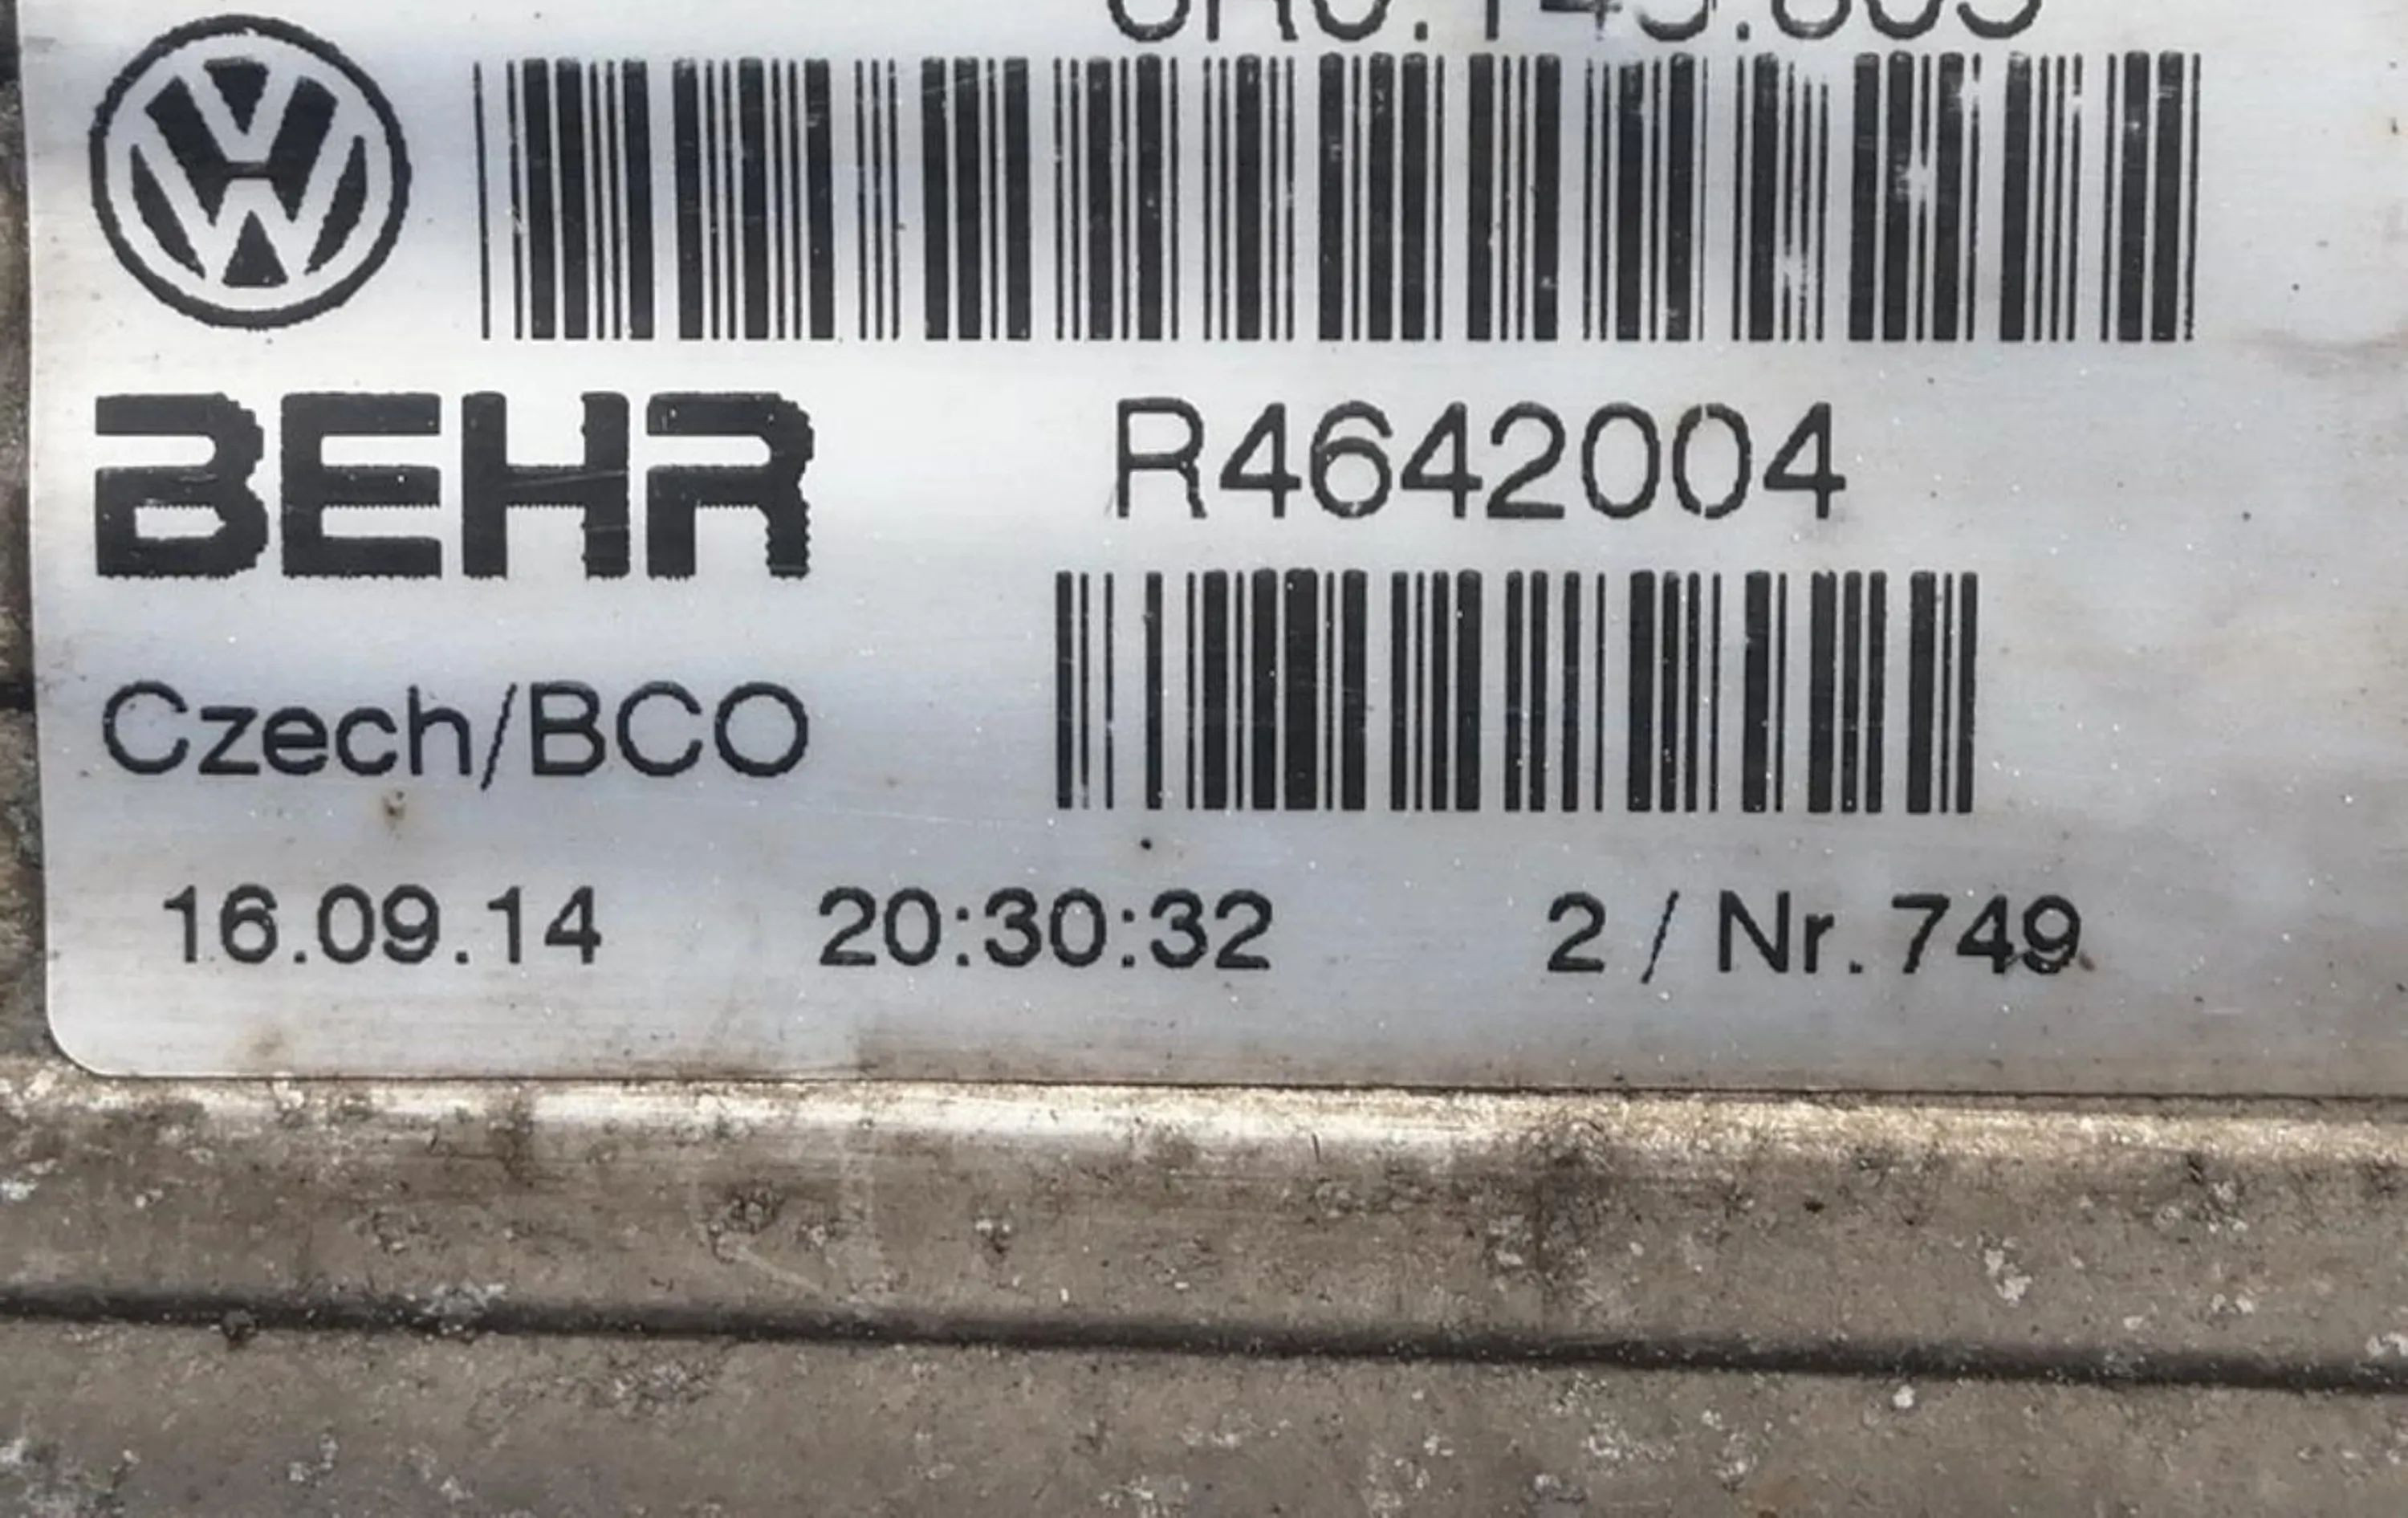 BEHR R4642004
Czech/BCO
16.09.14 20:30:32 2 / Nr. 749